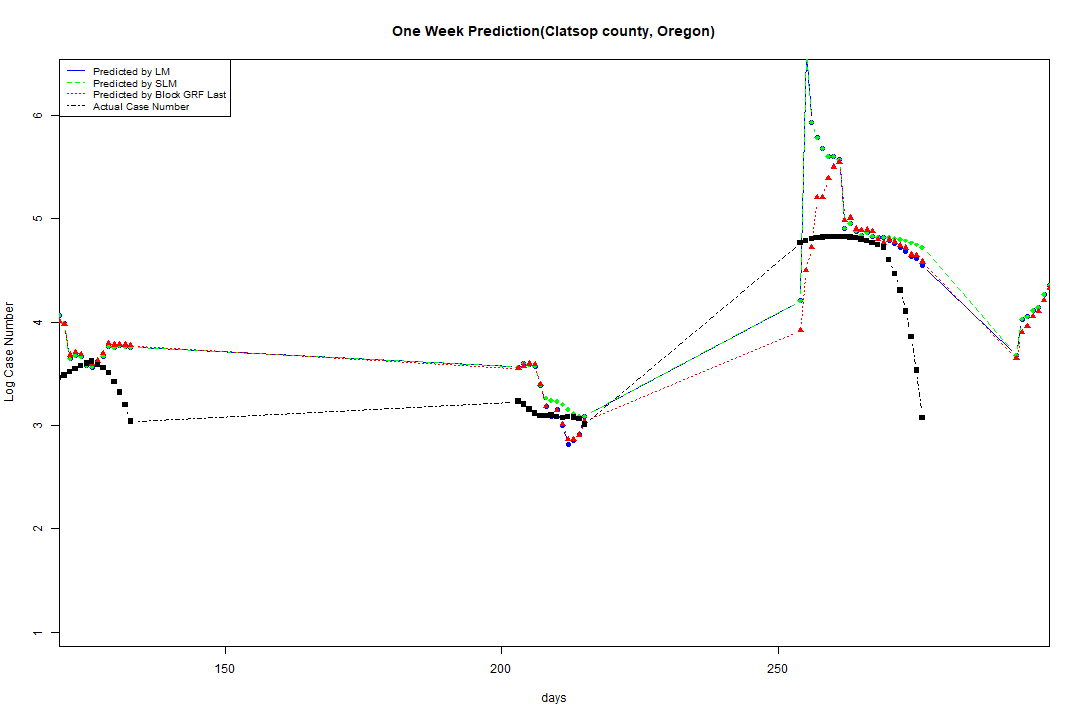 One Week Prediction(Clatsop county, Oregon)
Predicted by LM
Predicted by SLM
Predicted by Block GRF Last
Actual Case Number
6
5
4
3
2
1
Log Case Number
150
200
250
days